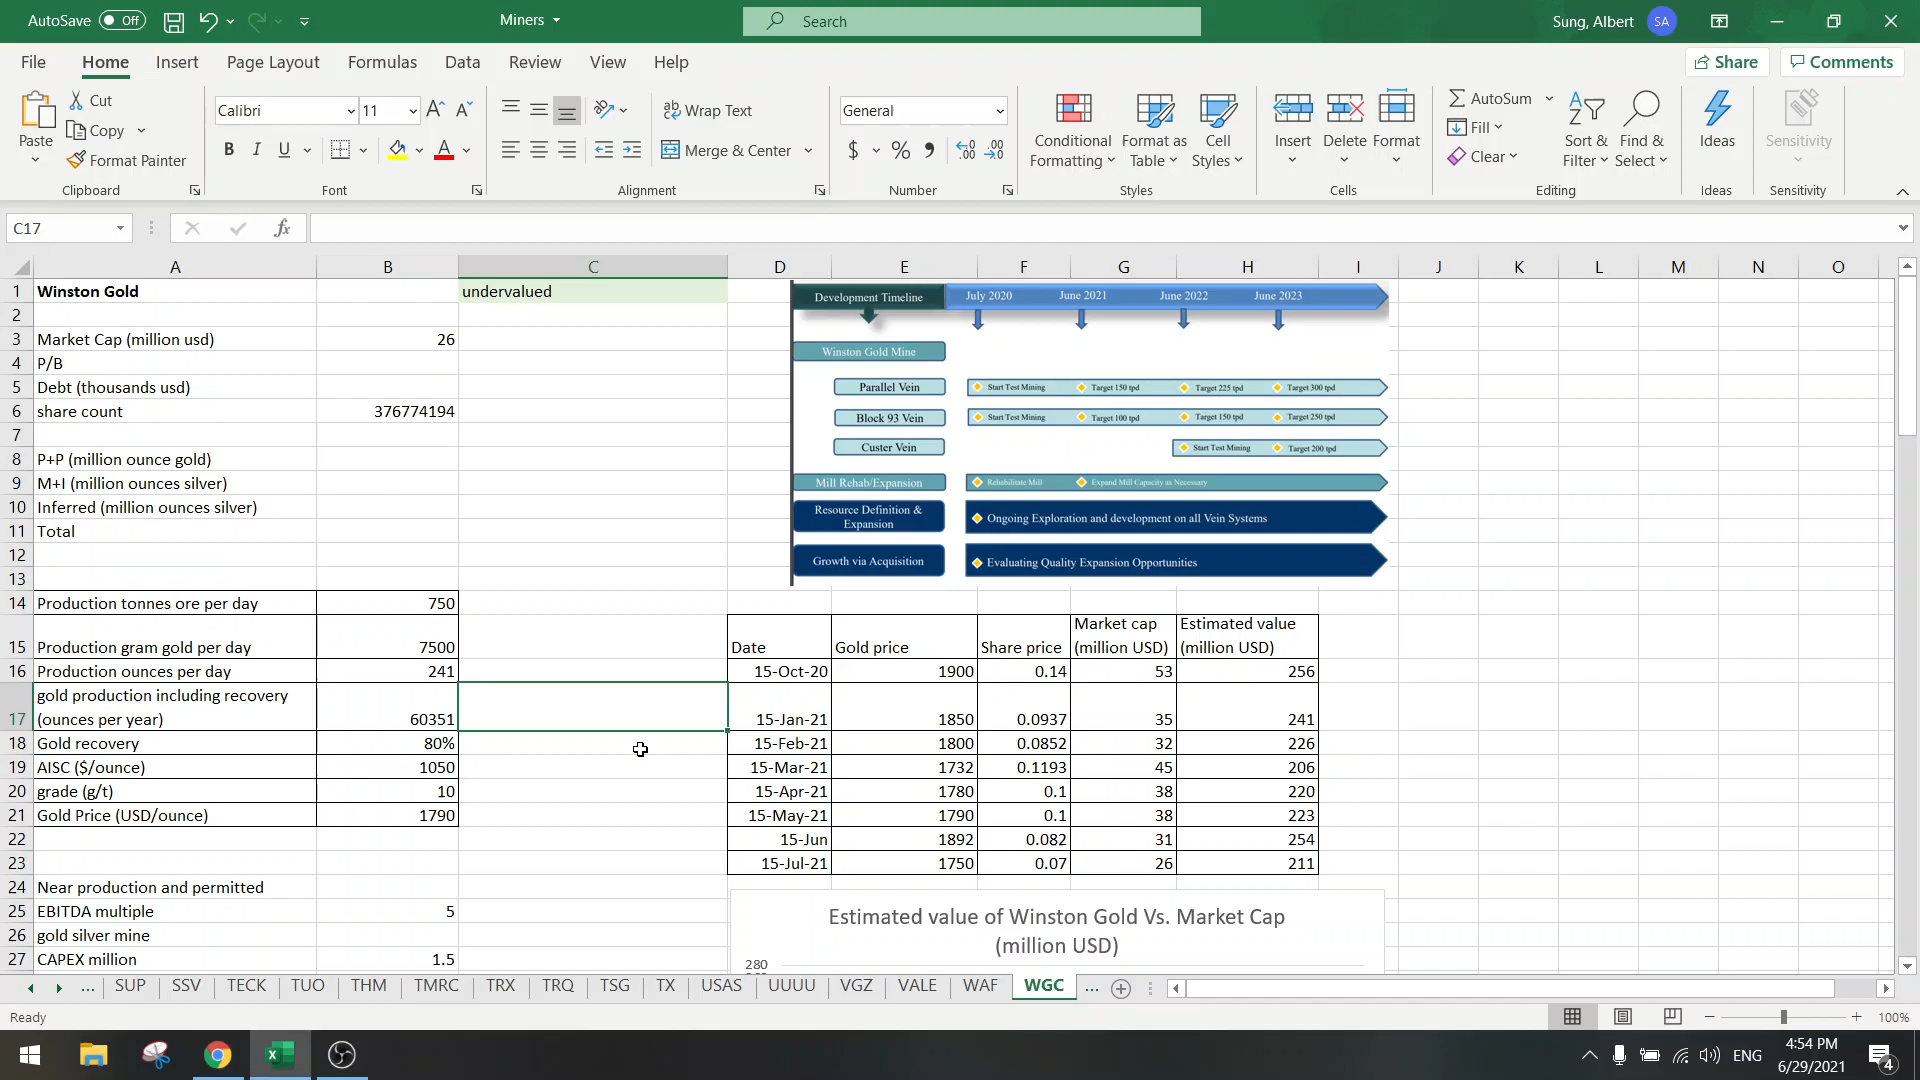 AutoSave Off Miners Search Sung, Albert SA
File Home Insert Page Layout Formulas Data Review View Help Share Comments
Paste Cut Copy Format Painter Clipboard
Calibri 11 B I U A Font
Wrap Text Merge & Center Alignment
General $ % Number
Conditional Formatting Format as Table Cell Styles Styles
Insert Delete Format Cells
AutoSum Fill Clear Sort & Filter Find & Select Editing
Ideas Ideas
Sensitivity Sensitivity
C17 fx
A B C D E F G H I J K L M N O
1 Winston Gold undervalued
2
3 Market Cap (million usd) 26
4 P/B
5 Debt (thousands usd)
6 share count 376774194
7
8 P+P (million ounce gold)
9 M+I (million ounces silver)
10 Inferred (million ounces silver)
11 Total
12
13
Development Timeline July 2020 June 2021 June 2022 June 2023
Winston Gold Mine
Parallel Vein Start Test Mining Target 150 tpd Target 225 tpd Target 300 tpd
Block 93 Vein Start Test Mining Target 100 tpd Target 150 tpd Target 250 tpd
Custer Vein Start Test Mining Target 200 tpd
Mill Rehab/Expansion Rehabilitate Mill Expand Mill Capacity as Necessary
Resource Definition & Expansion Ongoing Exploration and development on all Vein Systems
Growth via Acquisition Evaluating Quality Expansion Opportunities
14 Production tonnes ore per day 750
15 Production gram gold per day 7500 Date Gold price Share price Market cap (million USD) Estimated value (million USD)
16 Production ounces per day 241 15-Oct-20 1900 0.14 53 256
17 gold production including recovery (ounces per year) 60351 15-Jan-21 1850 0.0937 35 241
18 Gold recovery 80% 15-Feb-21 1800 0.0852 32 226
19 AISC ($/ounce) 1050 15-Mar-21 1732 0.1193 45 206
20 grade (g/t) 10 15-Apr-21 1780 0.1 38 220
21 Gold Price (USD/ounce) 1790 15-May-21 1790 0.1 38 223
22 15-Jun 1892 0.082 31 254
23 15-Jul-21 1750 0.07 26 211
24 Near production and permitted
25 EBITDA multiple 5
26 gold silver mine
27 CAPEX million 1.5
Estimated value of Winston Gold Vs. Market Cap
(million USD)
280
... SUP SSV TECK TUO THM TMRC TRX TRQ TSG TX USAS UUUU VGZ VALE WAF WGC ...
Ready 100%
ENG 4:54 PM
6/29/2021 4